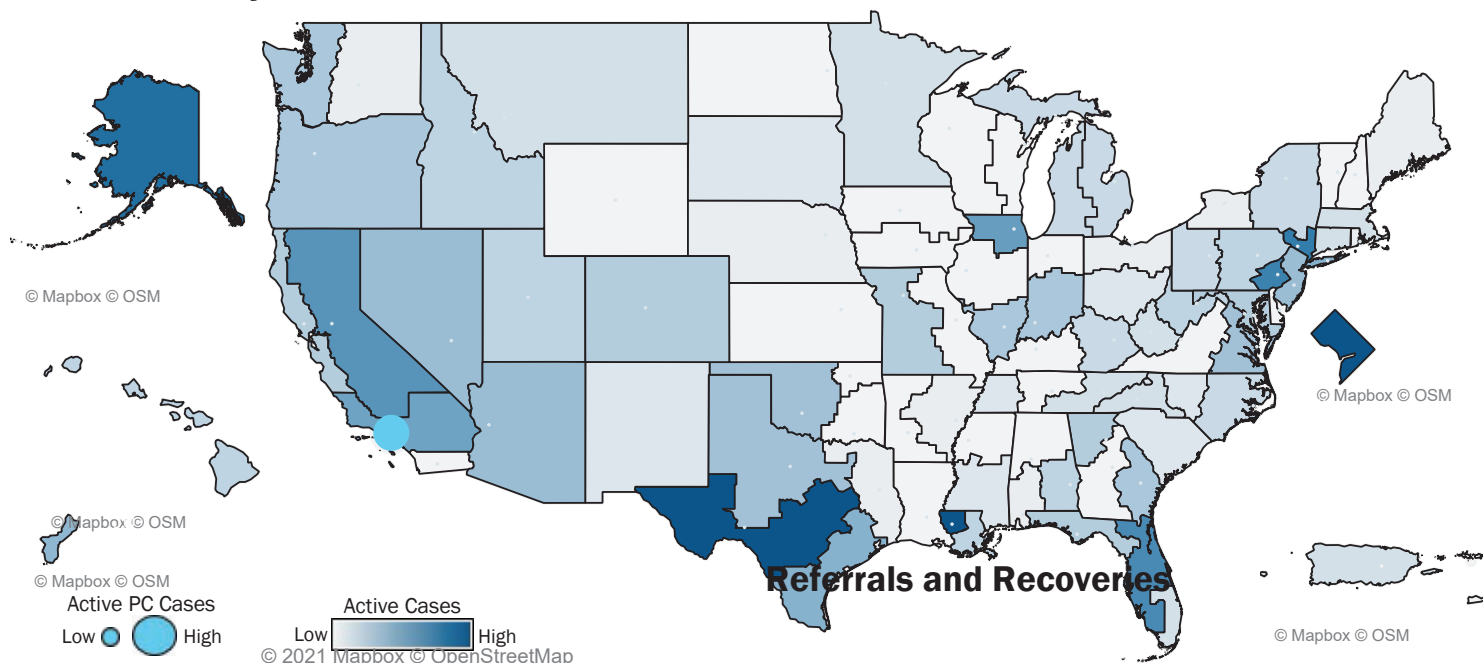 © Mapbox © OSM
© Mapbox © OSM
© Mapbox © OSM
© Mapbox © OSM
Referrals and Recoveries
Active PC Cases
Low High
Active Cases
Low High
© Mapbox © OSM
© 2021 Mapbox © OpenStreetMap